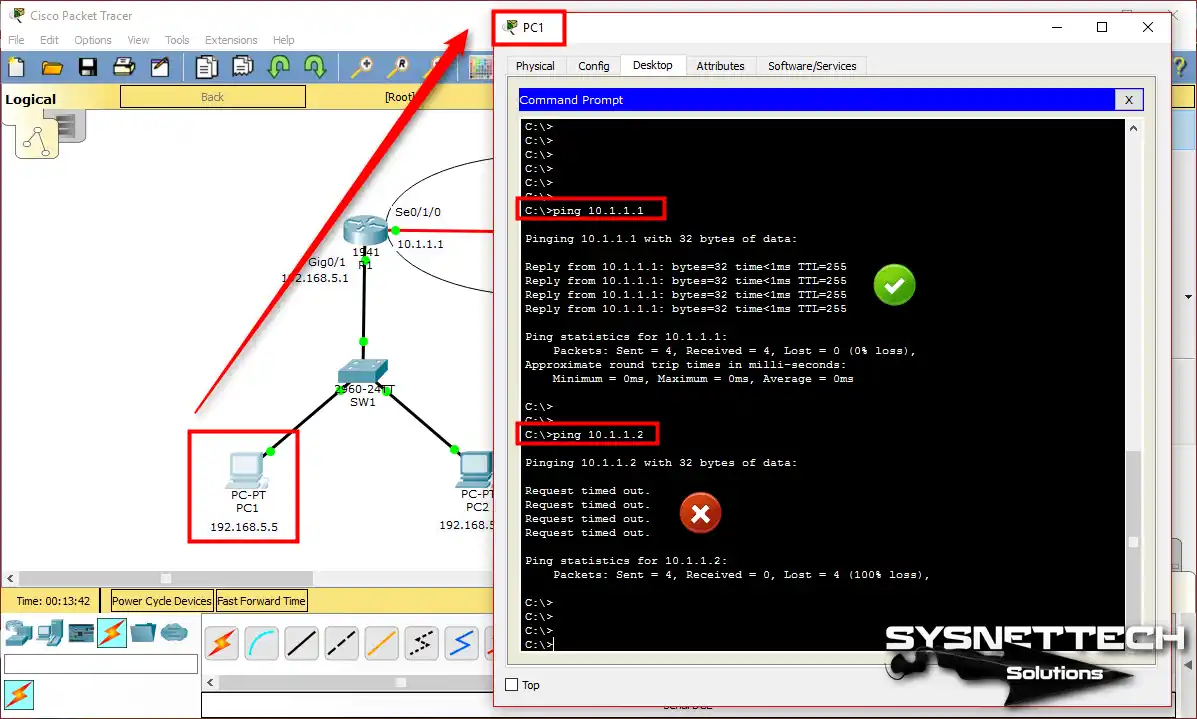 Cisco Packet Tracer
File Edit Options View Tools Extensions Help
Logical
Back
[Root]
Se0/1/0
10.1.1.1
1941
R1
Gig0/1
192.168.5.1
2960-24TT
SW1
PC-PT
PC1
192.168.5.5
PC-PT
PC2
192.168.5
Time: 00:13:42
Power Cycle Devices
Fast Forward Time
PC1
Physical Config Desktop Attributes Software/Services
Command Prompt
X
C:\>
C:\>
C:\>
C:\>
C:\>
C:\>
C:\>ping 10.1.1.1
Pinging 10.1.1.1 with 32 bytes of data:
Reply from 10.1.1.1: bytes=32 time<1ms TTL=255
Reply from 10.1.1.1: bytes=32 time<1ms TTL=255
Reply from 10.1.1.1: bytes=32 time<1ms TTL=255
Reply from 10.1.1.1: bytes=32 time<1ms TTL=255
Ping statistics for 10.1.1.1:
Packets: Sent = 4, Received = 4, Lost = 0 (0% loss),
Approximate round trip times in milli-seconds:
Minimum = 0ms, Maximum = 0ms, Average = 0ms
C:\>
C:\>
C:\>ping 10.1.1.2
Pinging 10.1.1.2 with 32 bytes of data:
Request timed out.
Request timed out.
Request timed out.
Request timed out.
Ping statistics for 10.1.1.2:
Packets: Sent = 4, Received = 0, Lost = 4 (100% loss),
C:\>
C:\>
C:\>
C:\>
Top
SYSNETTECH
Solutions